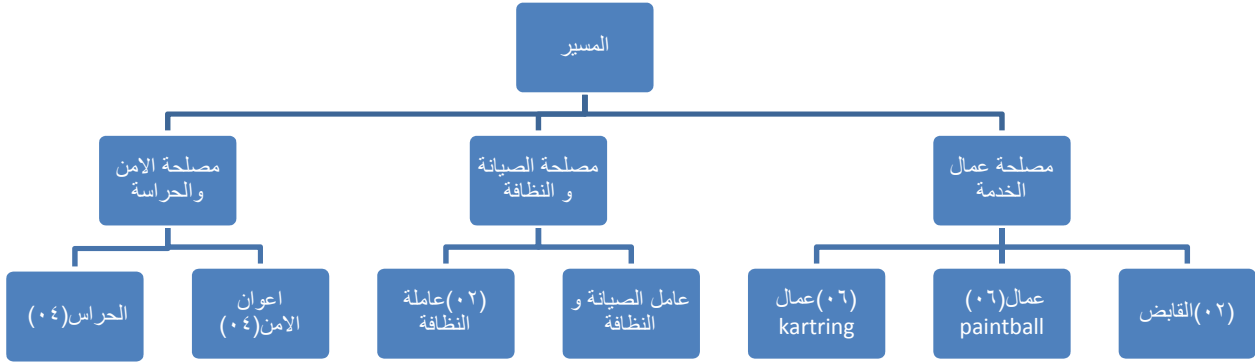 المسير
مصلحة عمال
الخدمة
مصلحة الصيانة
و النظافة
مصلحة الامن
والحراسة
(٠٢)القابض
عمال(٠٦)
paintball
(٠٦)عمال
kartring
عامل الصيانة و
النظافة
(٠٢)عاملة
النظافة
اعوان
الامن(٠٤)
الحراس(٠٤)